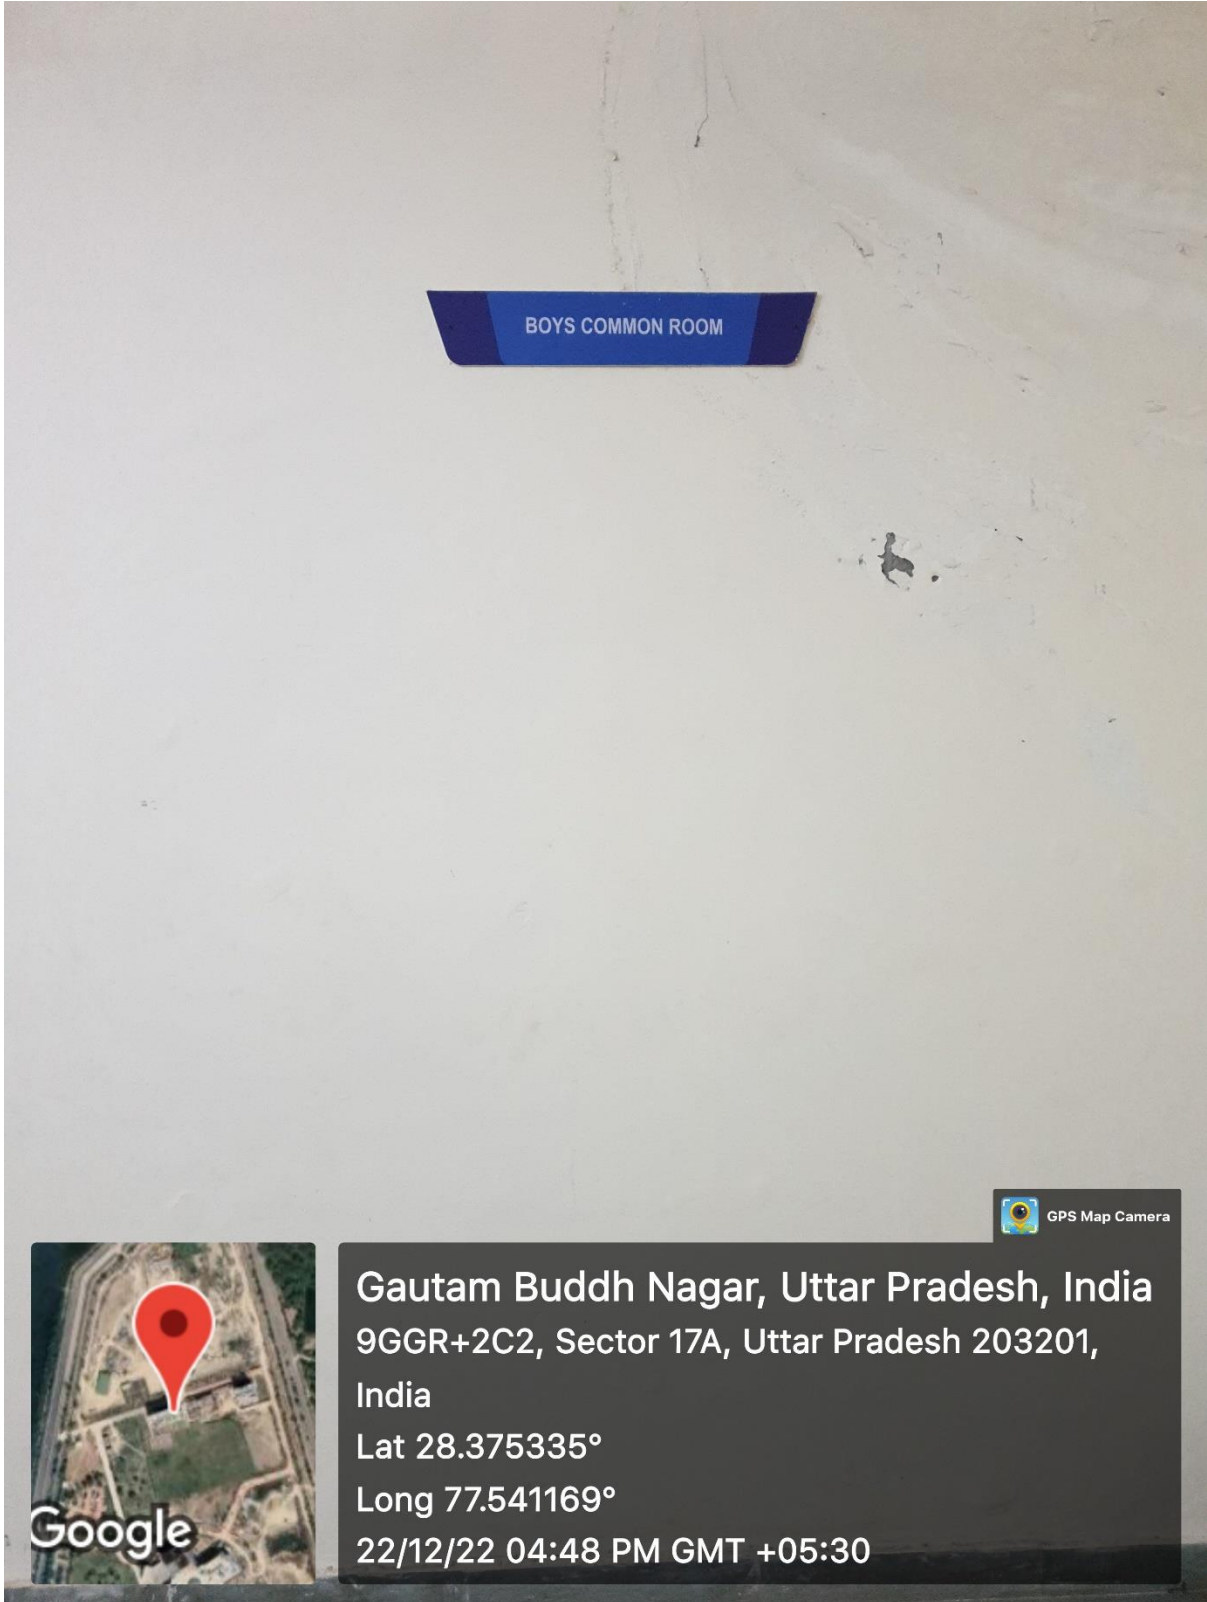 BOYS COMMON ROOM
GPS Map Camera
Gautam Buddh Nagar, Uttar Pradesh, India
9GGR+2C2, Sector 17A, Uttar Pradesh 203201,
India
Lat 28.375335°
Long 77.541169°
22/12/22 04:48 PM GMT +05:30
Google